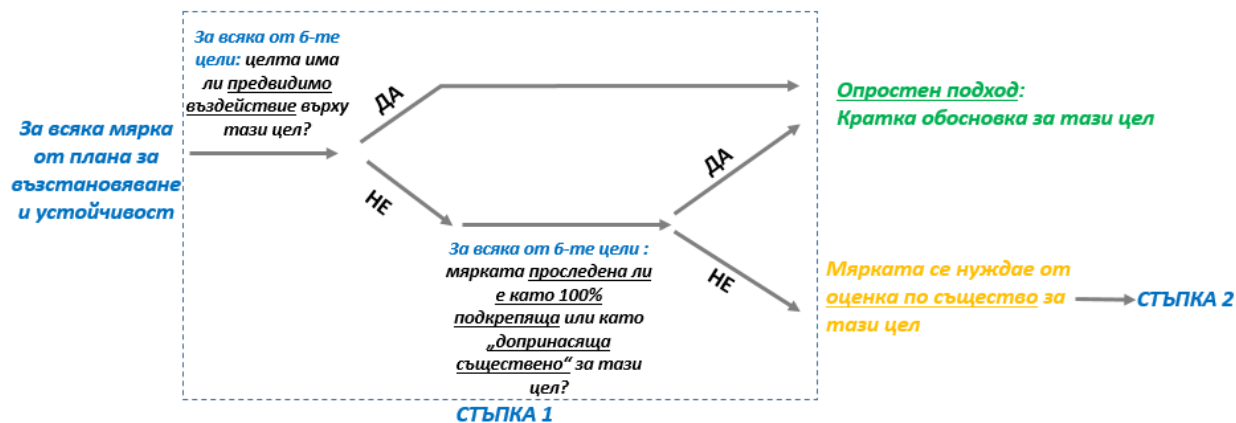 За всяка мярка
от плана за
възстановяване
и устойчивост
За всяка от 6-те
цели: целта има
ли предвидимо
въздействие върху
тази цел?
ДА
НЕ
За всяка от 6-те цели :
мярката проследена ли
е като 100%
подкрепяща или като
„допринасяща
съществено“ за тази
цел?
ДА
НЕ
Опростен подход:
Кратка обосновка за тази цел
Мярката се нуждае от
оценка по същество за
тази цел
СТЪПКА 2
СТЪПКА 1